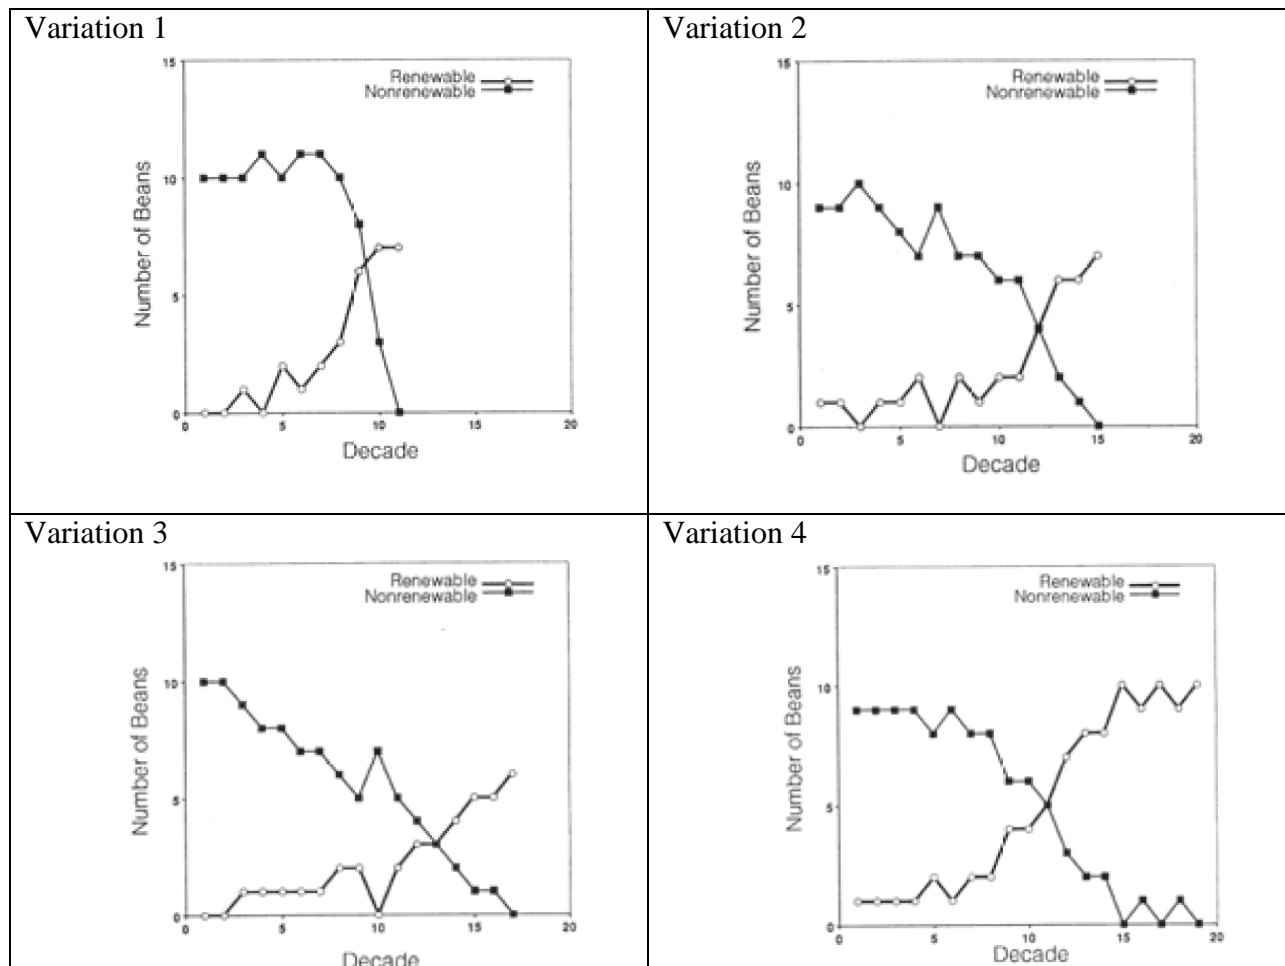 Variation 1
15
Renewable
Nonrenewable
10
5
0
0
5
10
15
20
Number of Beans
Decade
Variation 2
15
Renewable
Nonrenewable
10
5
0
0
5
10
15
20
Number of Beans
Decade
Variation 3
15
Renewable
Nonrenewable
10
5
0
0
5
10
15
20
Number of Beans
Decade
Variation 4
15
Renewable
Nonrenewable
10
5
0
0
5
10
15
20
Number of Beans
Decade